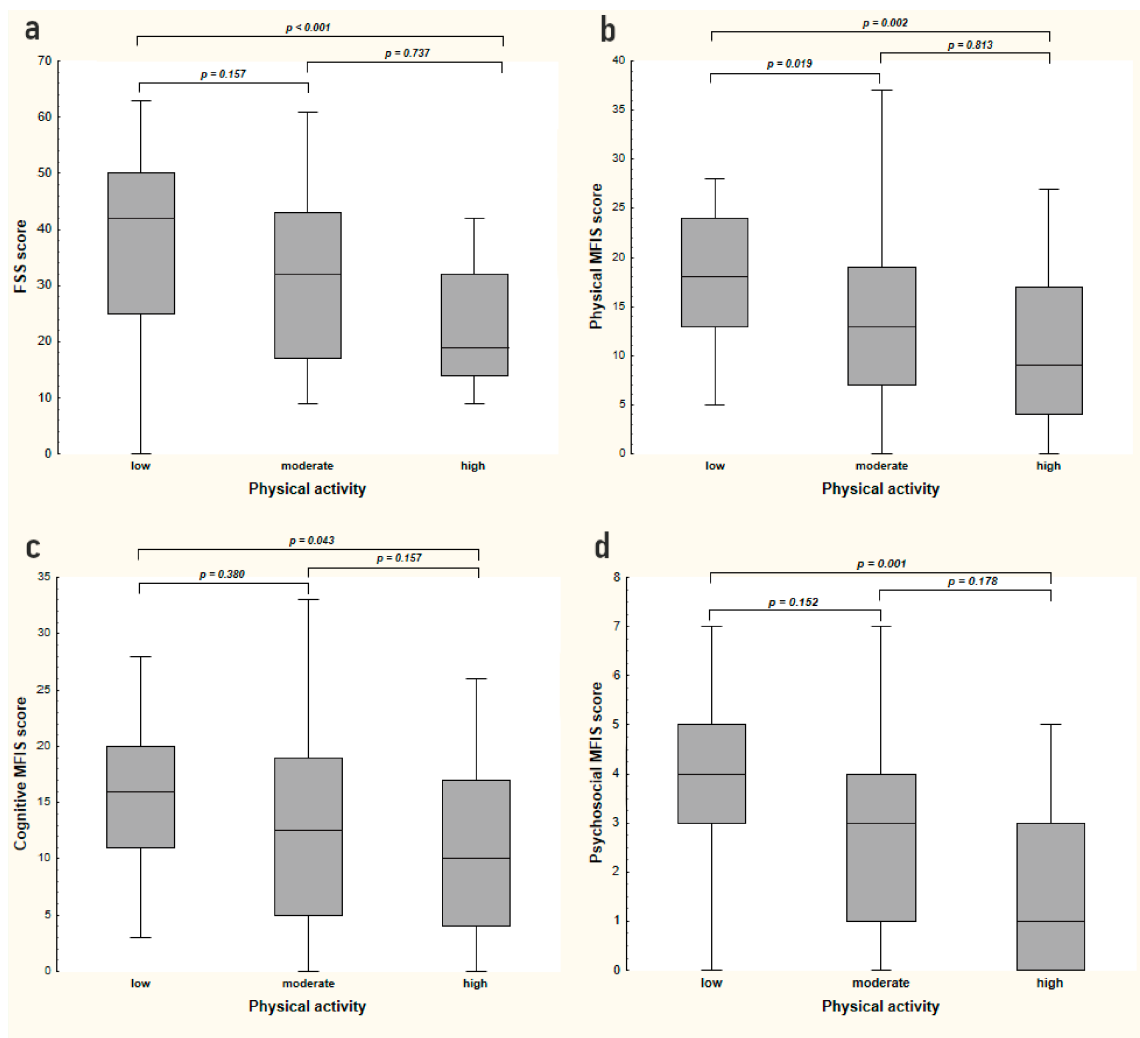 a
p < 0.001
p = 0.737
p = 0.157
70
60
50
40
30
20
10
0
FSS score
low moderate high
Physical activity
b
p = 0.002
p = 0.813
p = 0.019
40
35
30
25
20
15
10
5
0
Physical MFIS score
low moderate high
Physical activity
c
p = 0.043
p = 0.157
p = 0.380
35
30
25
20
15
10
5
0
Cognitive MFIS score
low moderate high
Physical activity
d
p = 0.001
p = 0.178
p = 0.152
8
7
6
5
4
3
2
1
0
Psychosocial MFIS score
low moderate high
Physical activity